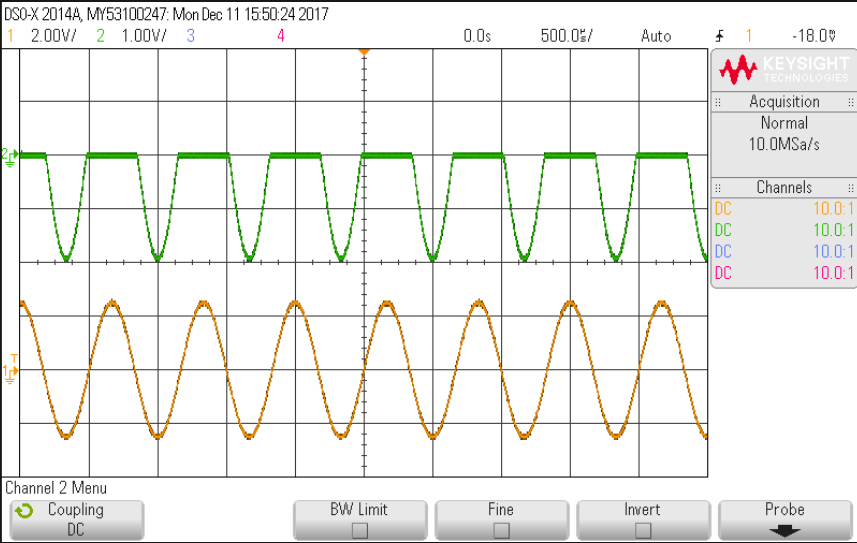 DSO-X 2014A, MY53100247: Mon Dec 11 15:50:24 2017
1 2.00V/ 2 1.00V/ 3 4 0.0s 500.0µs/ Auto 1 -18.0V
KEYSIGHT
TECHNOLOGIES
Acquisition
Normal
10.0MSa/s
Channels
DC 10.0:1
DC 10.0:1
DC 10.0:1
DC 10.0:1
2
T
1
Channel 2 Menu
Coupling
DC
BW Limit
Fine
Invert
Probe